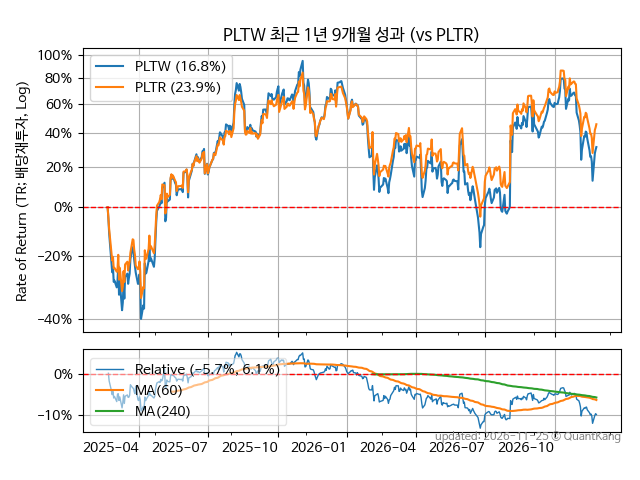 PLTW 최근 1년 9개월 성과 (vs PLTR)
Rate of Return (TR: 배당재투자, Log)
100%
80%
60%
40%
20%
0%
−20%
−40%
PLTW (16.8%)
PLTR (23.9%)
0%
−10%
Relative (−5.7%, 6.1%)
MA(60)
MA(240)
2025−04
2025−07
2025−10
2026−01
2026−04
2026−07
2026−10
updated: 2026−11−25 © QuantKang